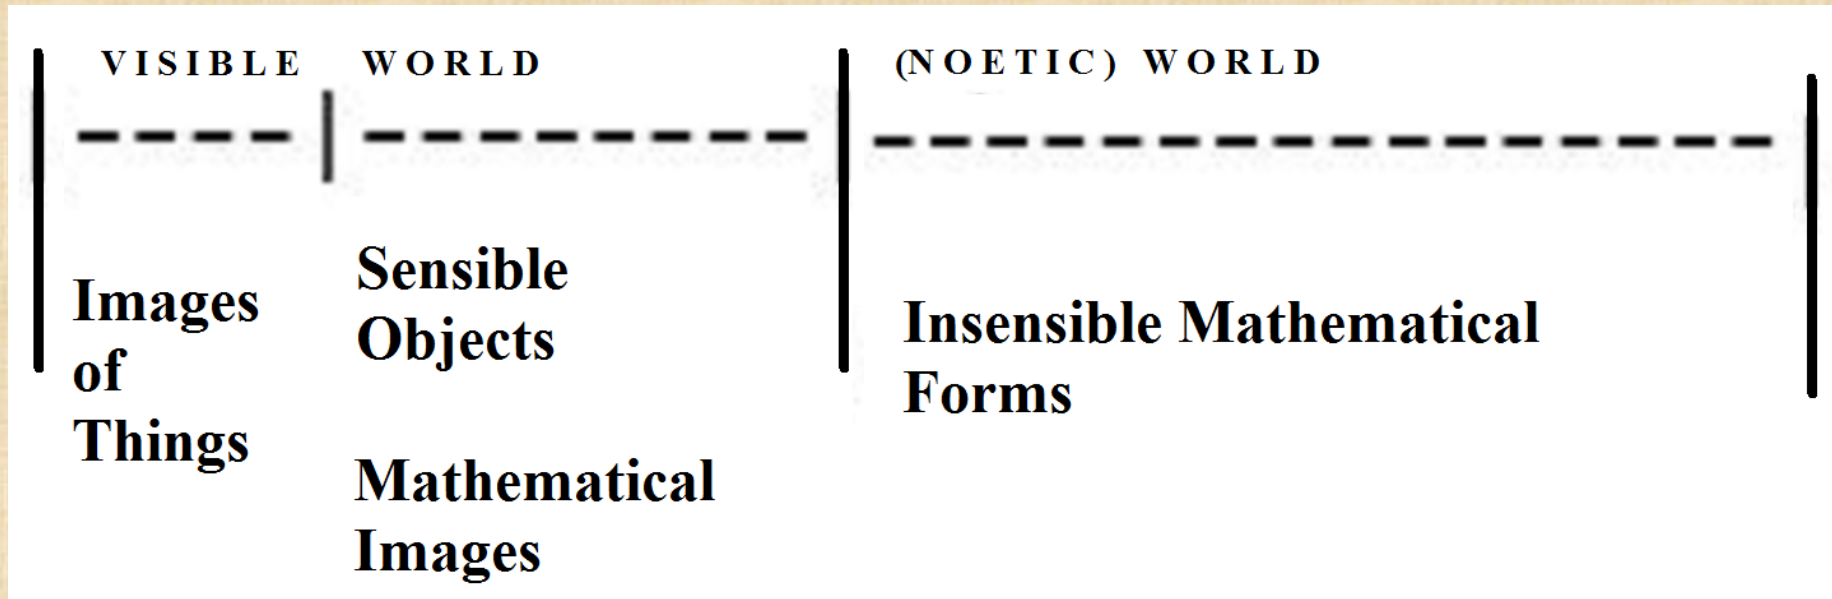 VISIBLE WORLD
(NOETIC) WORLD
Images
of
Things
Sensible
Objects
Mathematical
Images
Insensible Mathematical
Forms